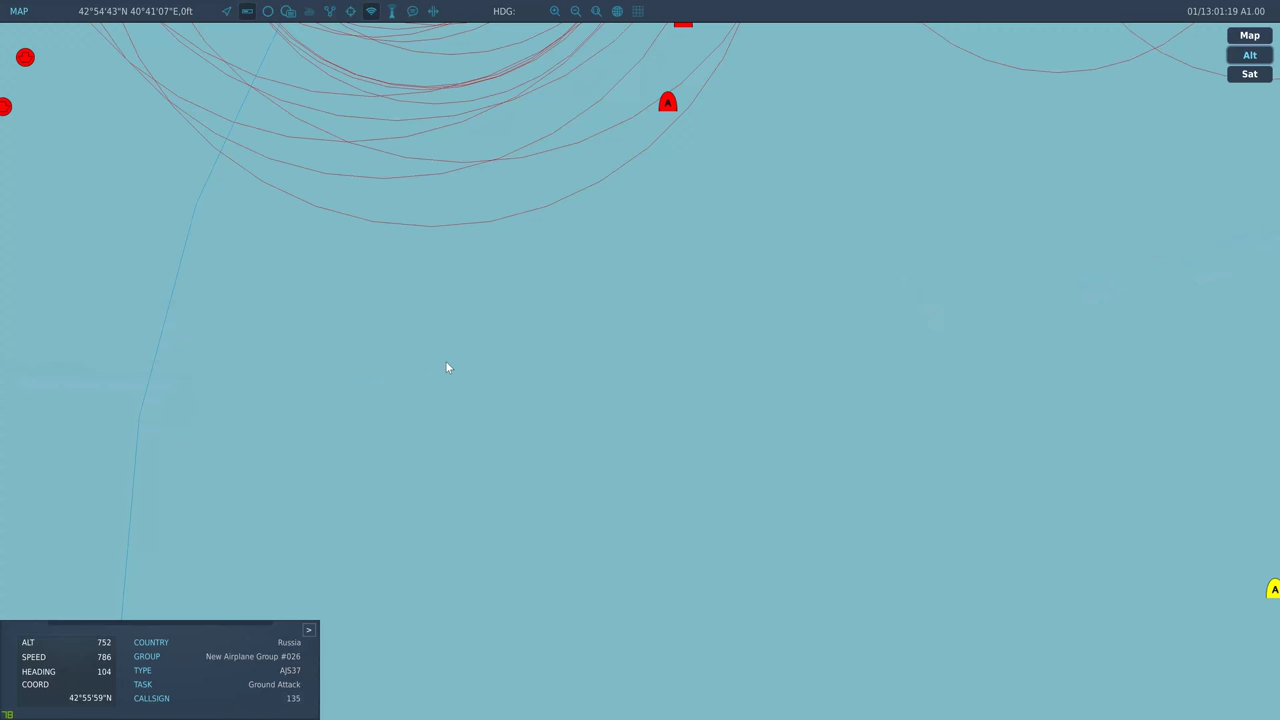 MAP 42°54'43"N 40°41'07"E,0ft HDG: 01/13:01:19 A1.00
Map
Alt
Sat
A
A
>
ALT 752 COUNTRY Russia
SPEED 786 GROUP New Airplane Group #026
HEADING 104 TYPE AJS37
COORD TASK Ground Attack
42°55'59"N CALLSIGN 135
78